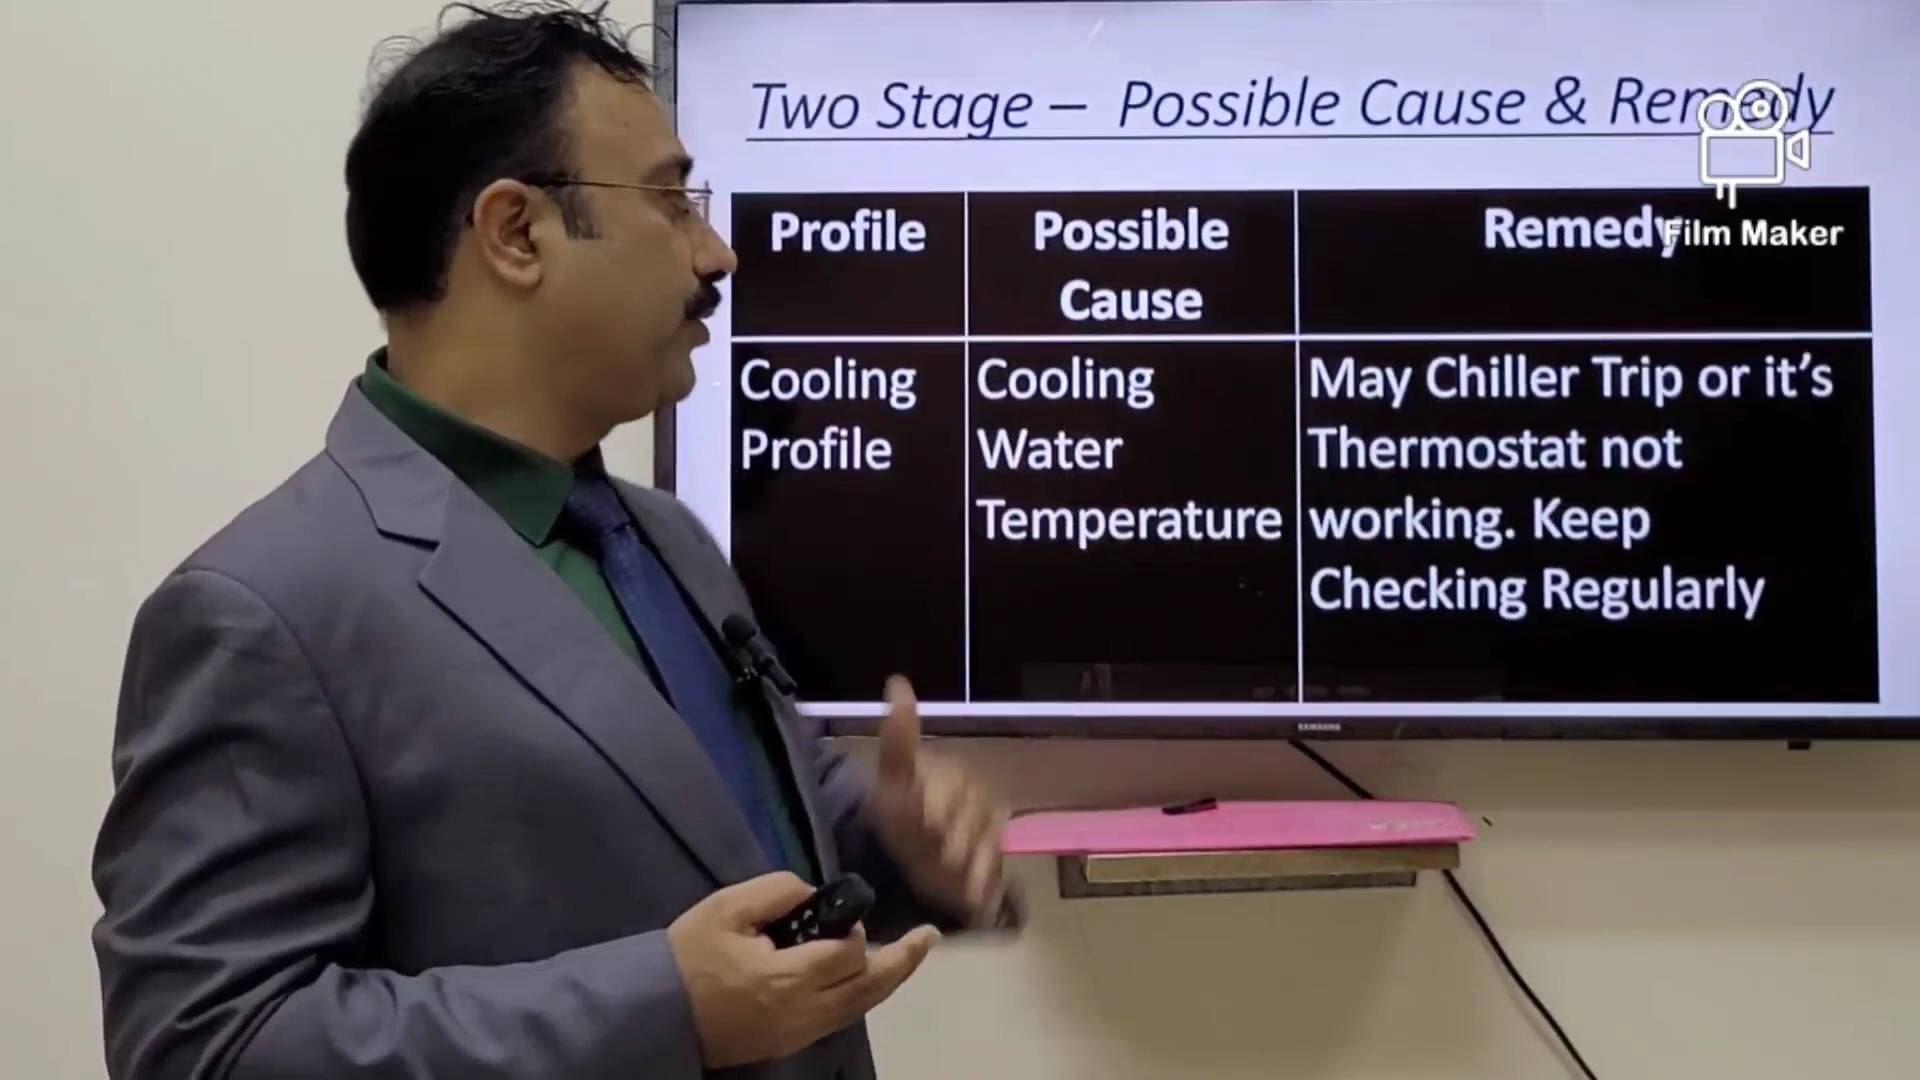 Two Stage – Possible Cause & Remedy
Profile
Possible
Cause
Remedy
Film Maker
Cooling
Profile
Cooling
Water
Temperature
May Chiller Trip or it's
Thermostat not
working. Keep
Checking Regularly
SAMSUNG